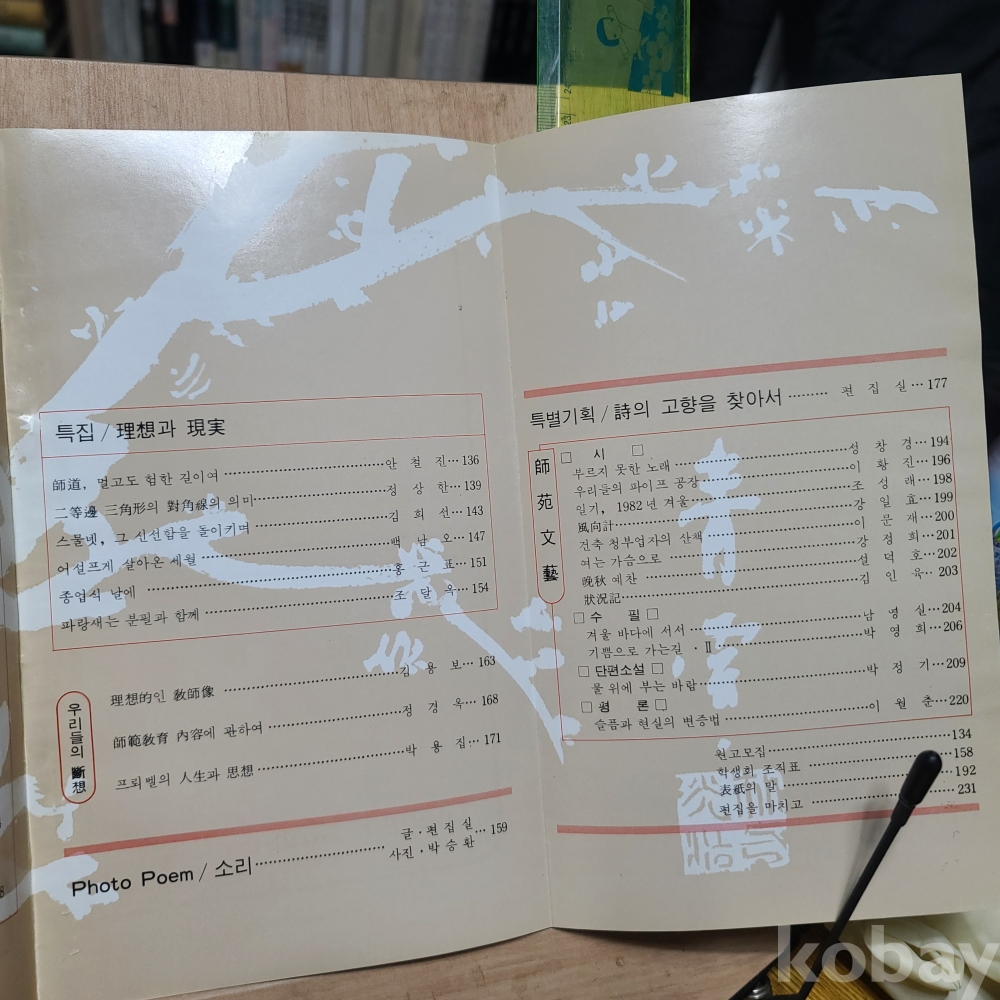 특집 / 理想과 現実
師道, 멀고도 험한 길이여 안 철 진 … 136
二等邊 三角形의 對角線의 의미 정 상 한 … 139
스물넷, 그 신선함을 돌이키며 김 희 선 … 143
어설프게 살아온 세월 백 남 오 … 147
종업식 날에 홍 근 표 … 151
파랑새는 분필과 함께 조 달 옥 … 154
우리들의 斷想
理想的인 敎師像 김 용 보 … 163
師範敎育 內容에 관하여 정 경 옥 … 168
프뢰벨의 人生과 思想 박 용 집 … 171
Photo Poem / 소리 글 · 편 집 실 사진 · 박 승 환 … 159
특별기획 / 詩의 고향을 찾아서 편 집 실 … 177
師苑文藝
□ 시 □
부르지 못한 노래 성 창 경 … 194
우리들의 파이프 공장 이 황 진 … 196
일기, 1982년 겨울 조 성 래 … 198
風向計 강 일 효 … 199
건축 청부업자의 산책 이 문 재 … 200
여는 가슴으로 강 정 희 … 201
晩秋 예찬 설 덕 호 … 202
狀況記 김 인 육 … 203
□ 수 필 □
겨울 바다에 서서 남 영 실 … 204
기쁨으로 가는길 · Ⅱ 박 영 희 … 206
□ 단편소설 □
물 위에 부는 바람 박 정 기 … 209
□ 평 론 □
슬픔과 현실의 변증법 이 월 춘 … 220
원고모집 134
학생회 조직표 158
表紙의 말 192
편집을 마치고 231
kobay